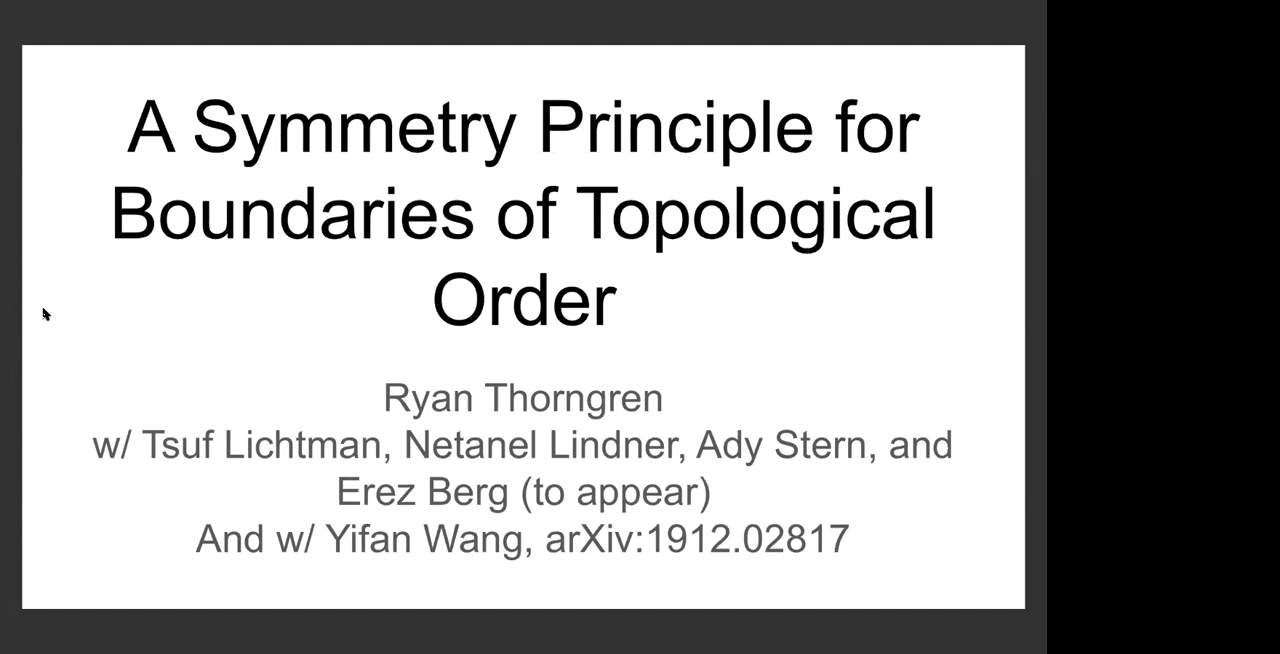 A Symmetry Principle for
Boundaries of Topological
Order
Ryan Thorngren
w/ Tsuf Lichtman, Netanel Lindner, Ady Stern, and
Erez Berg (to appear)
And w/ Yifan Wang, arXiv:1912.02817